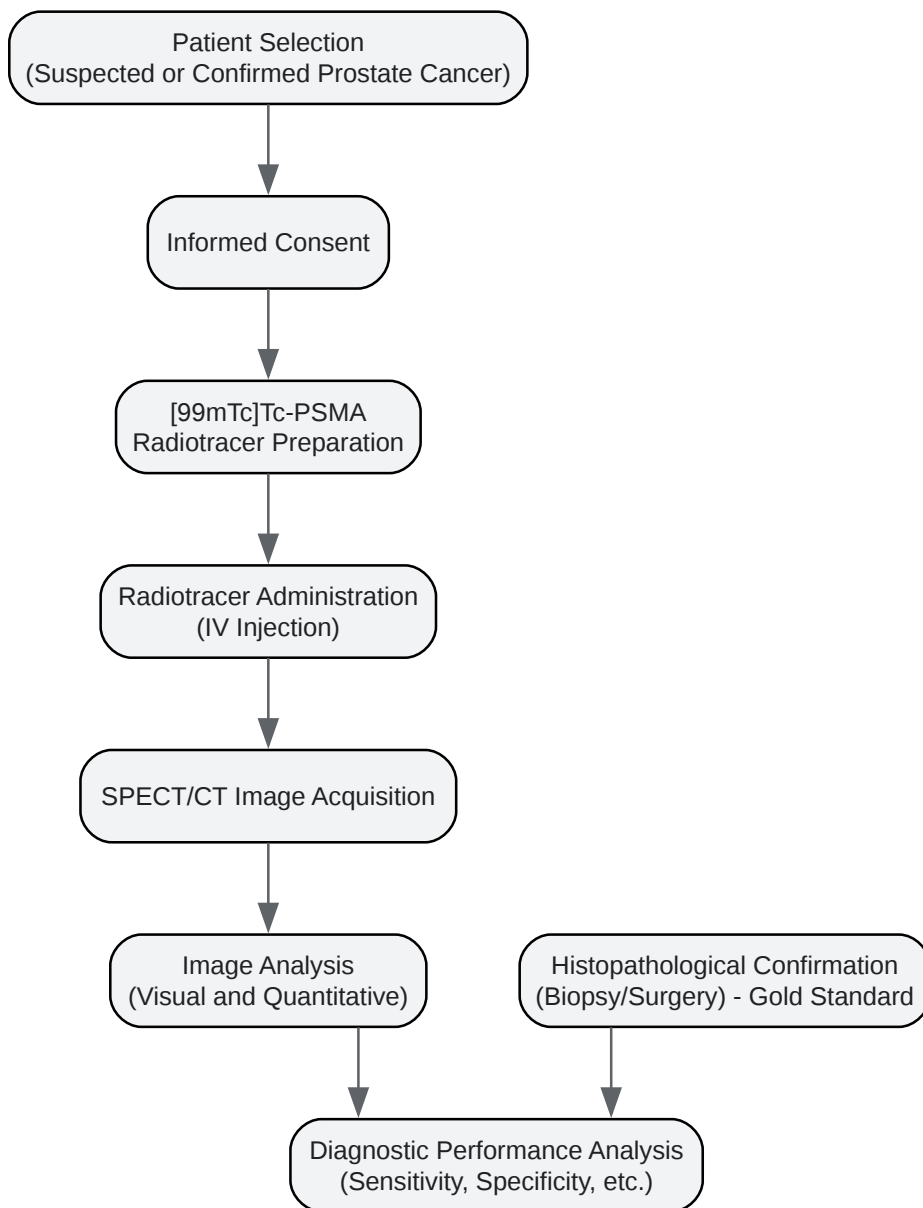 Patient Selection
(Suspected or Confirmed Prostate Cancer)
Informed Consent
[99mTc]Tc-PSMA
Radiotracer Preparation
Radiotracer Administration
(IV Injection)
SPECT/CT Image Acquisition
Image Analysis
(Visual and Quantitative)
Histopathological Confirmation
(Biopsy/Surgery) - Gold Standard
Diagnostic Performance Analysis
(Sensitivity, Specificity, etc.)